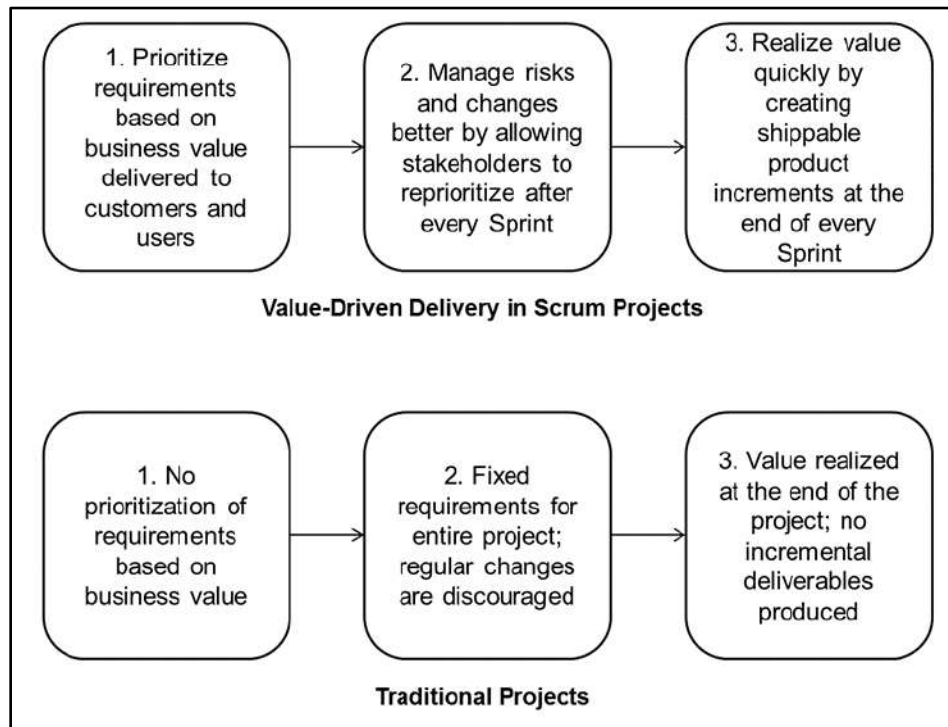 1. Prioritize
requirements
based on
business value
delivered to
customers and
users
2. Manage risks
and changes
better by allowing
stakeholders to
reprioritize after
every Sprint
3. Realize value
quickly by
creating
shippable
product
increments at the
end of every
Sprint
Value-Driven Delivery in Scrum Projects
1. No
prioritization of
requirements
based on
business value
2. Fixed
requirements for
entire project;
regular changes
are discouraged
3. Value realized
at the end of the
project; no
incremental
deliverables
produced
Traditional Projects